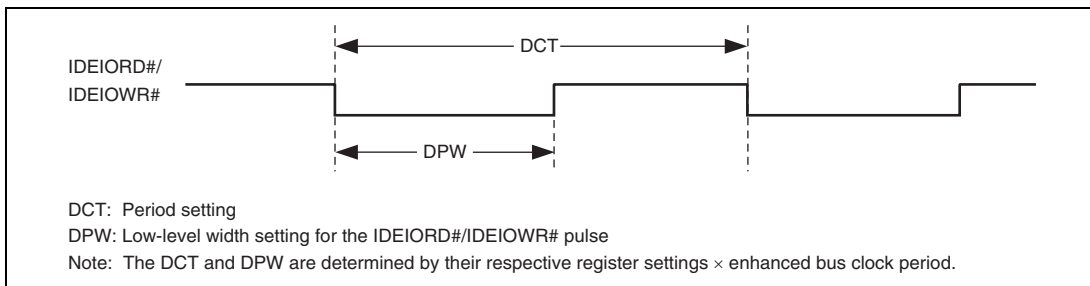 DCT
IDEIORD#/
IDEIOWR#
DPW
DCT: Period setting
DPW: Low-level width setting for the IDEIORD#/IDEIOWR# pulse
Note: The DCT and DPW are determined by their respective register settings × enhanced bus clock period.